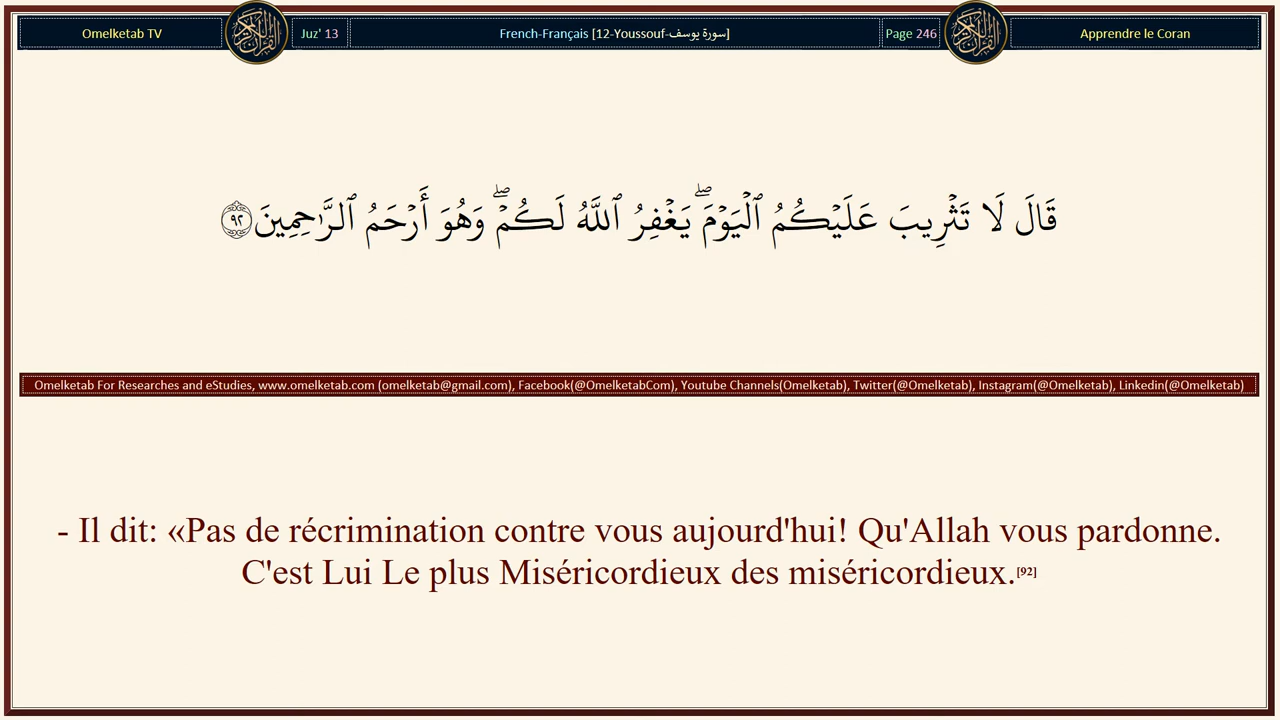 Omelketab TV
Juz' 13
French-Français [12-Youssouf-سورة يوسف]
Page 246
Apprendre le Coran
قَالَ لَا تَثۡرِيبَ عَلَيۡكُمُ ٱلۡيَوۡمَۖ يَغۡفِرُ ٱللَّهُ لَكُمۡۖ وَهُوَ أَرۡحَمُ ٱلرَّٰحِمِينَ ٩٢
Omelketab For Researches and eStudies, www.omelketab.com (omelketab@gmail.com), Facebook(@OmelketabCom), Youtube Channels(Omelketab), Twitter(@Omelketab), Instagram(@Omelketab), Linkedin(@Omelketab)
- Il dit: «Pas de récrimination contre vous aujourd'hui! Qu'Allah vous pardonne.
C'est Lui Le plus Miséricordieux des miséricordieux.[92]